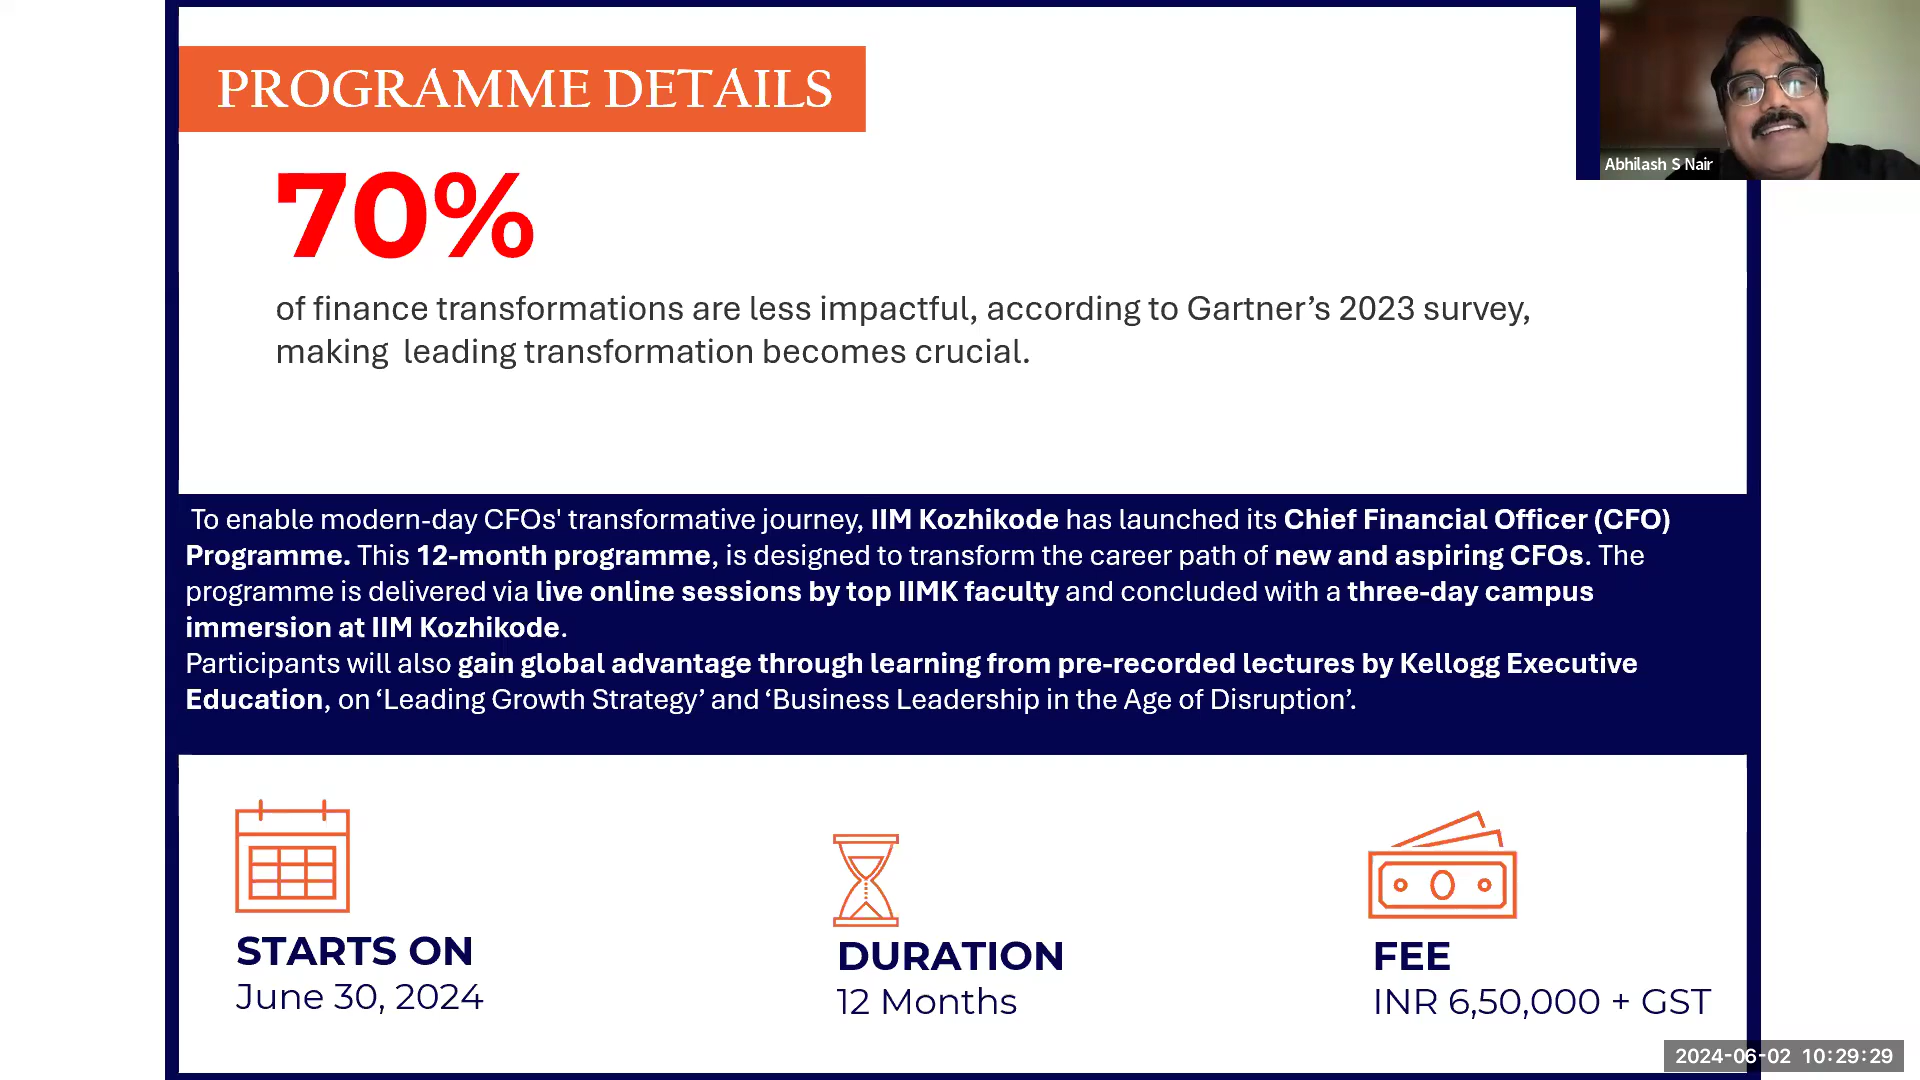 PROGRAMME DETAILS
Abhilash S Nair
70%
of finance transformations are less impactful, according to Gartner’s 2023 survey,
making  leading transformation becomes crucial.
To enable modern-day CFOs' transformative journey, IIM Kozhikode has launched its Chief Financial Officer (CFO)
Programme. This 12-month programme, is designed to transform the career path of new and aspiring CFOs. The
programme is delivered via live online sessions by top IIMK faculty and concluded with a three-day campus
immersion at IIM Kozhikode.
Participants will also gain global advantage through learning from pre-recorded lectures by Kellogg Executive
Education, on ‘Leading Growth Strategy’ and ‘Business Leadership in the Age of Disruption’.
STARTS ON
June 30, 2024
DURATION
12 Months
FEE
INR 6,50,000 + GST
2024-06-02 10:29:29